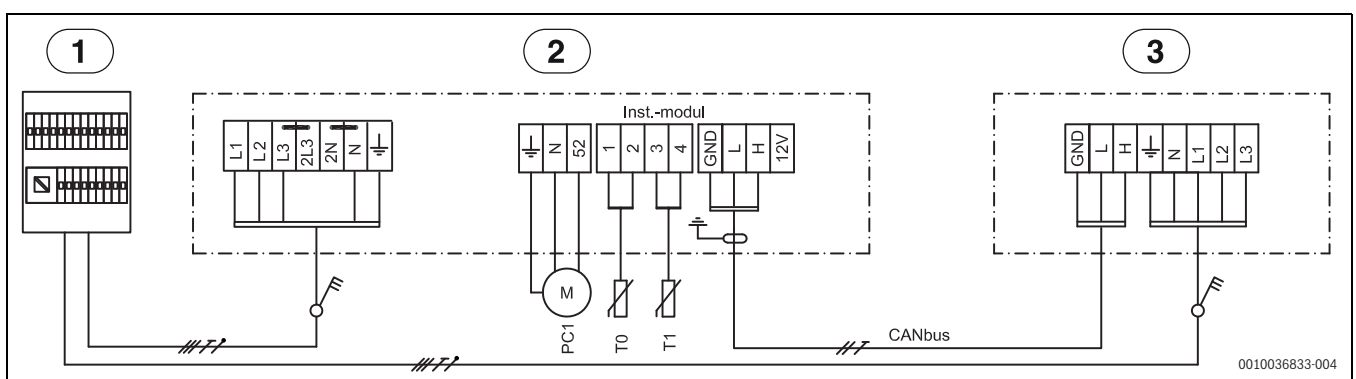 1
2
3
Inst.-modul
L1 L2 L3 2L3 2N N
N 52
1 2 3 4
GND L H 12V
GND L H N L1 L2 L3
M
PC1
T0
T1
CANbus
0010036833-004